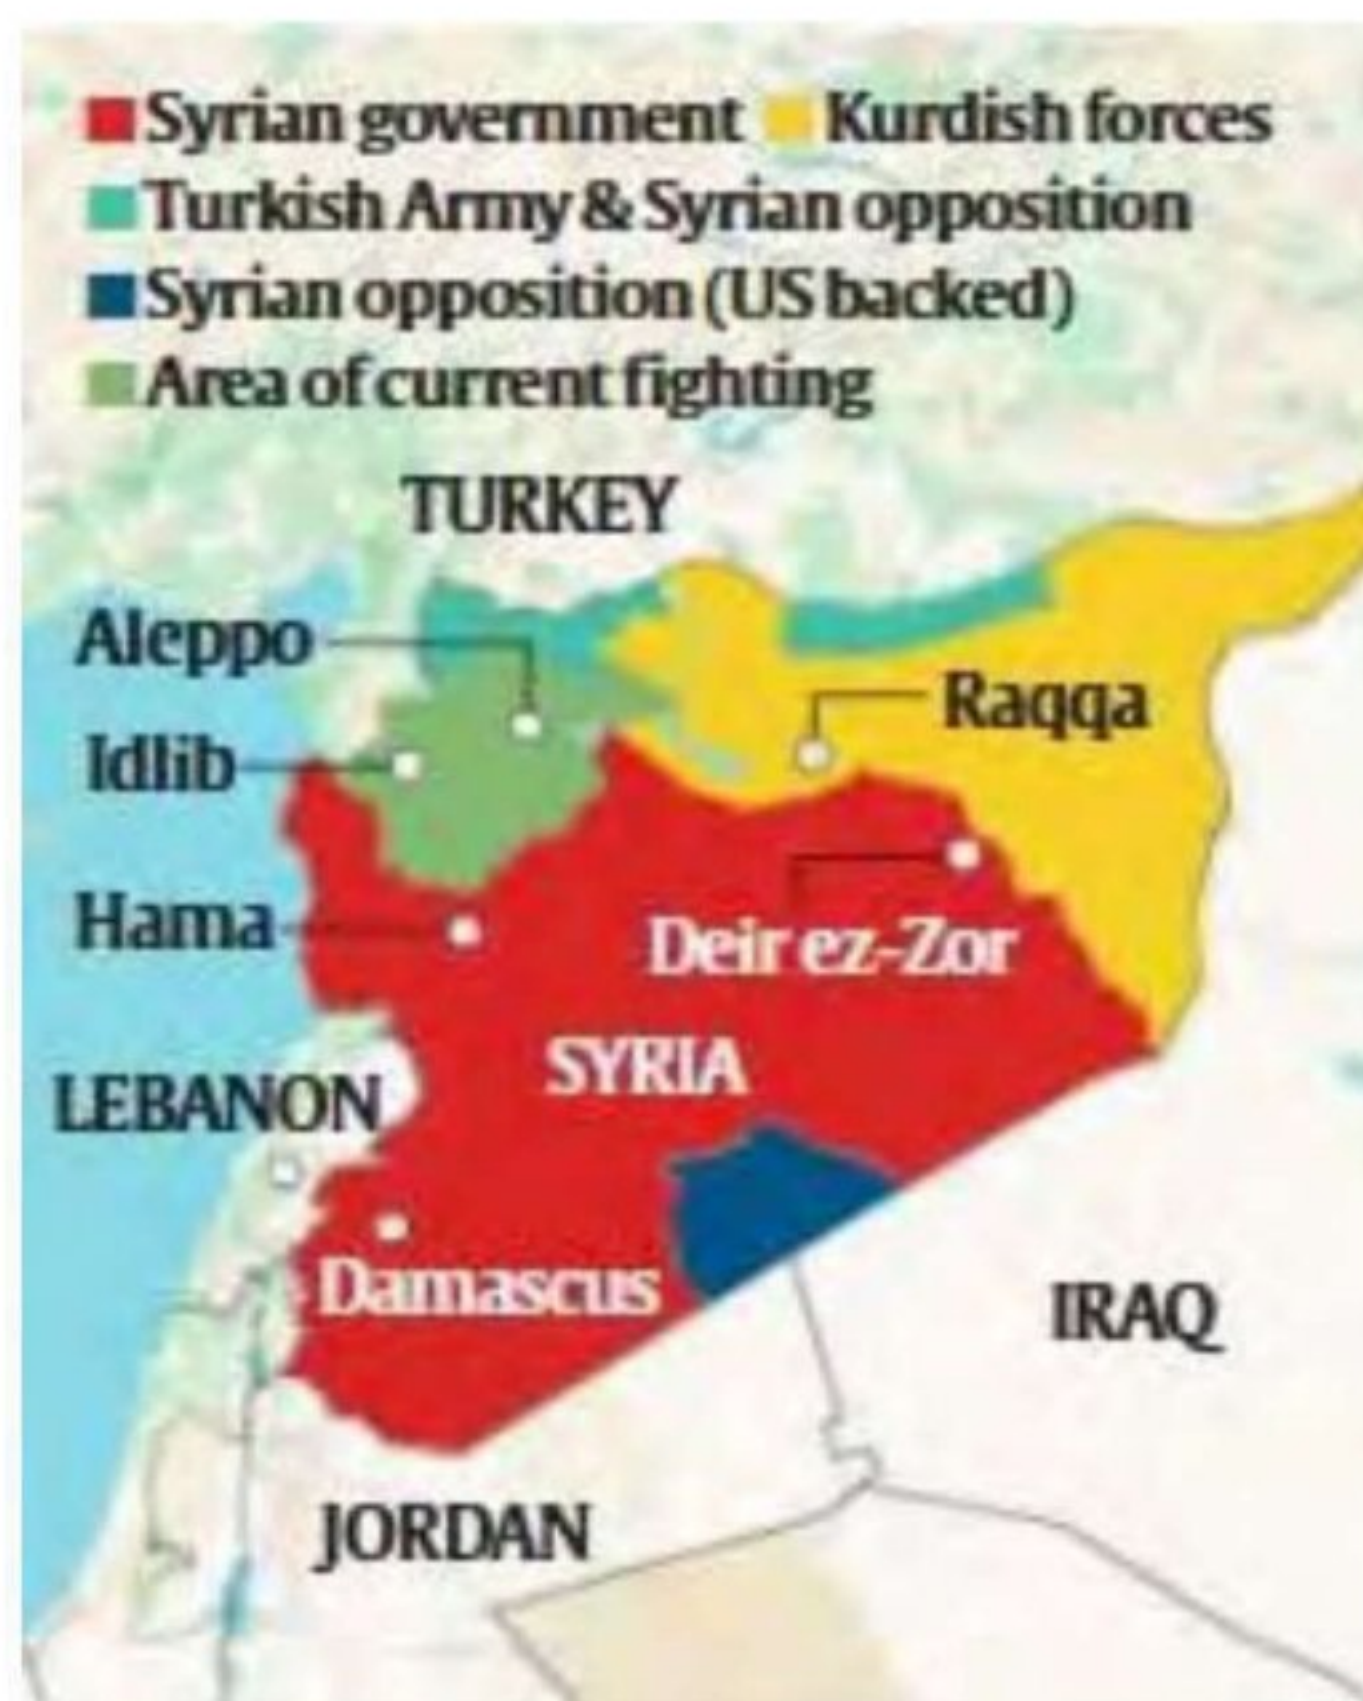 Syrian government Kurdish forces
Turkish Army & Syrian opposition
Syrian opposition (US backed)
Area of current fighting
TURKEY
Aleppo
Raqqa
Idlib
Hama
Deir ez-Zor
SYRIA
LEBANON
Damascus
IRAQ
JORDAN